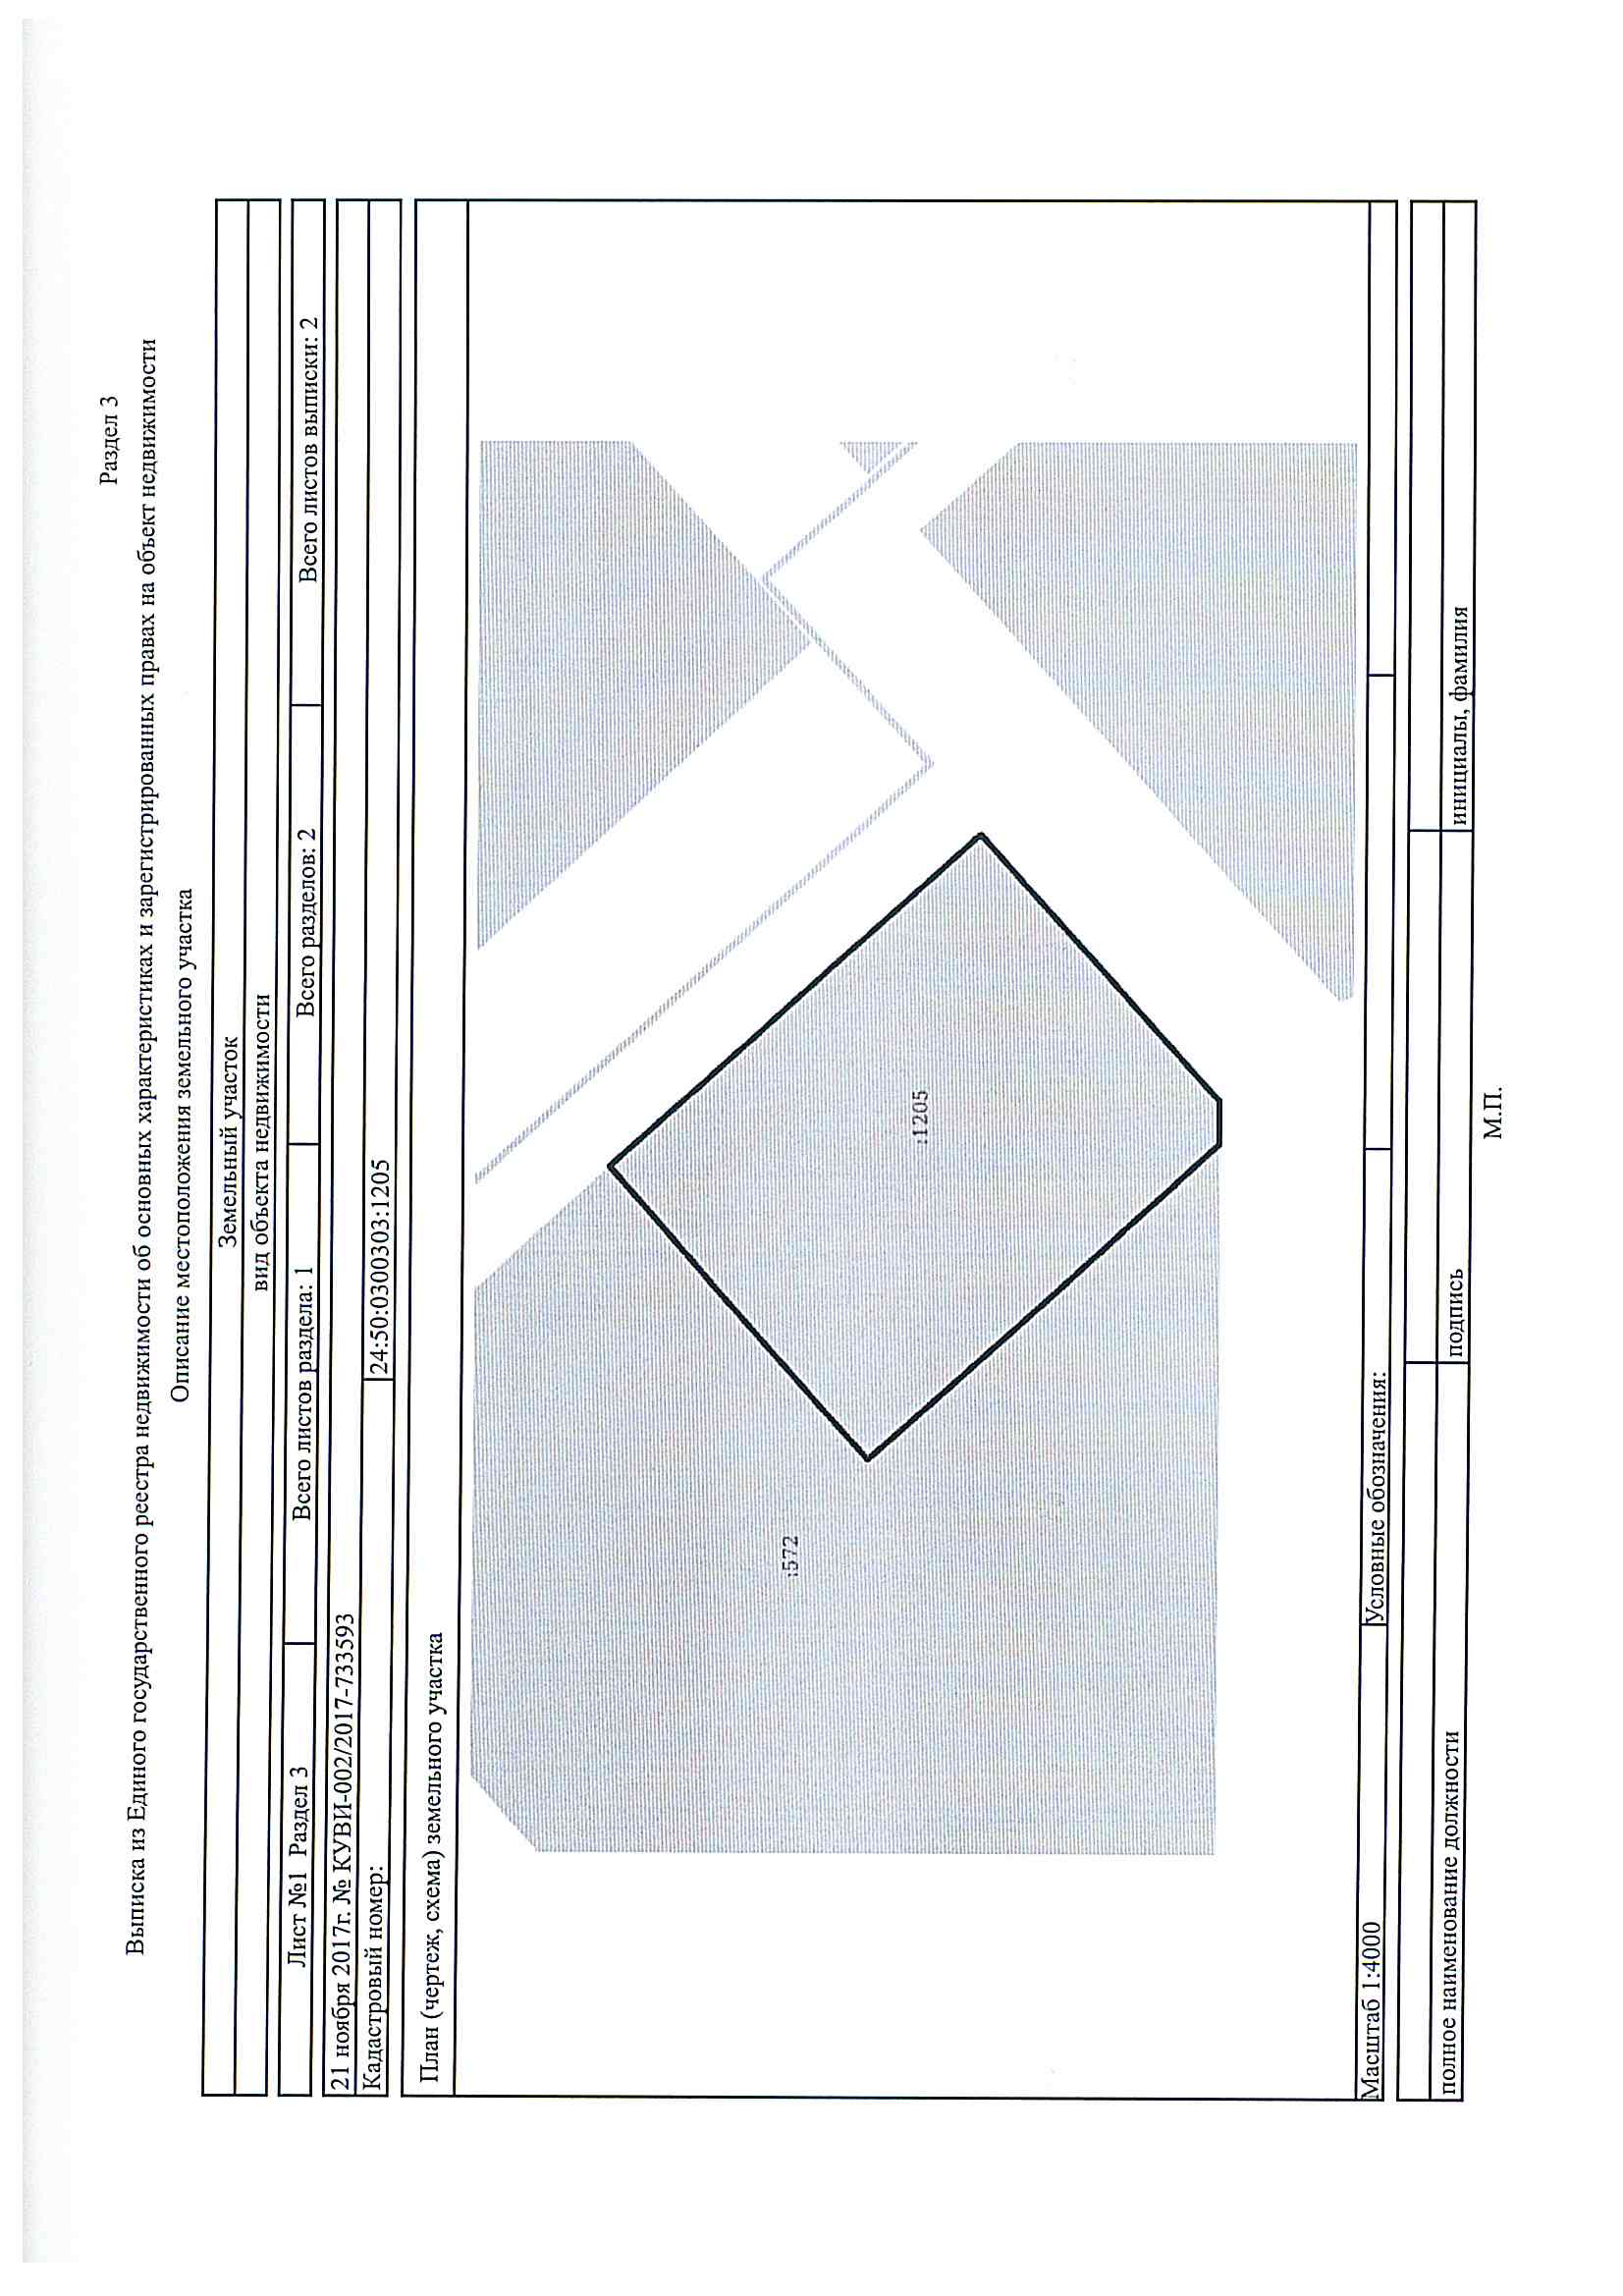 Раздел 3
Выписка из Единого государственного реестра недвижимости об основных характеристиках и зарегистрированных правах на объект недвижимости
Описание местоположения земельного участка
Земельный участок
вид объекта недвижимости
Лист №1 Раздел 3 Всего листов раздела: 1 Всего разделов: 2 Всего листов выписки: 2
21 ноября 2017г. № КУВИ-002/2017-733593
Кадастровый номер: 24:50:0300303:1205
План (чертеж, схема) земельного участка
:572
:1205
Масштаб 1:4000 Условные обозначения:
полное наименование должности подпись инициалы, фамилия
М.П.